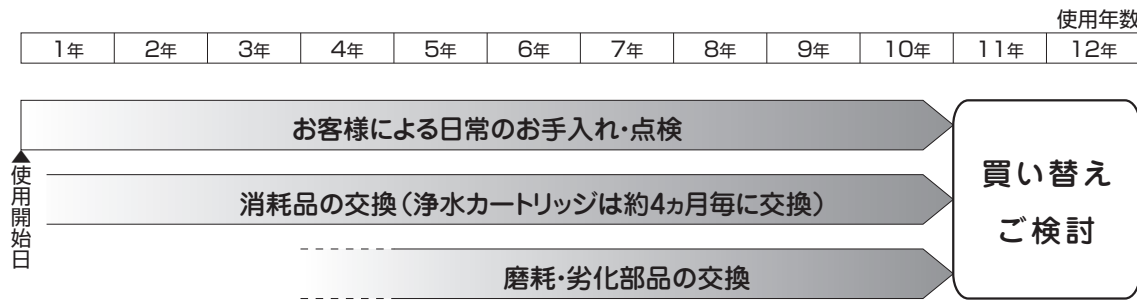 使用年数
1年 2年 3年 4年 5年 6年 7年 8年 9年 10年 11年 12年
お客様による日常のお手入れ・点検
使用開始日
消耗品の交換（浄水カートリッジは約4ヵ月毎に交換）
磨耗・劣化部品の交換
買い替え
ご検討